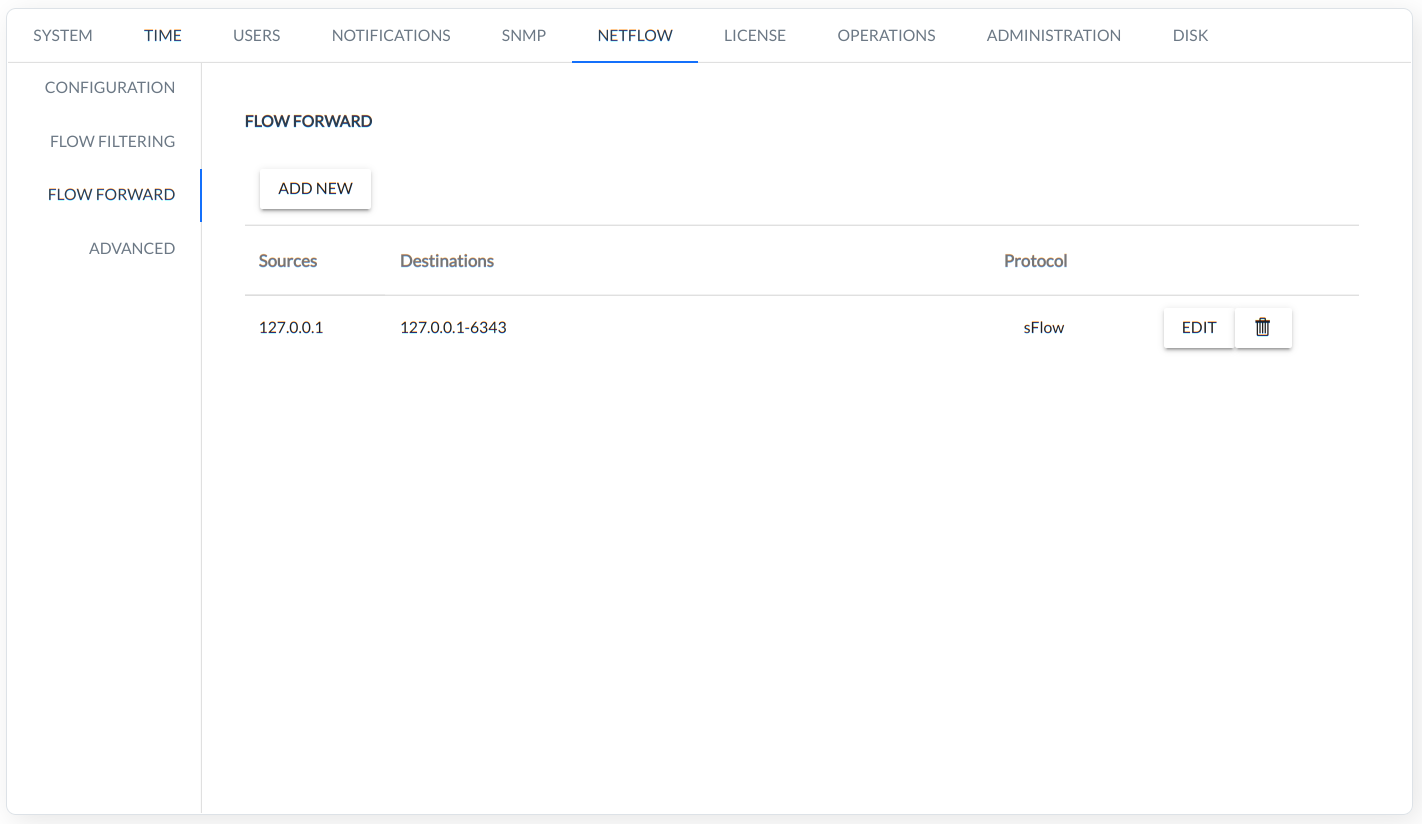 SYSTEM TIME USERS NOTIFICATIONS SNMP NETFLOW LICENSE OPERATIONS ADMINISTRATION DISK
CONFIGURATION
FLOW FILTERING
FLOW FORWARD
ADVANCED
FLOW FORWARD
ADD NEW
Sources Destinations Protocol
127.0.0.1 127.0.0.1-6343 sFlow EDIT